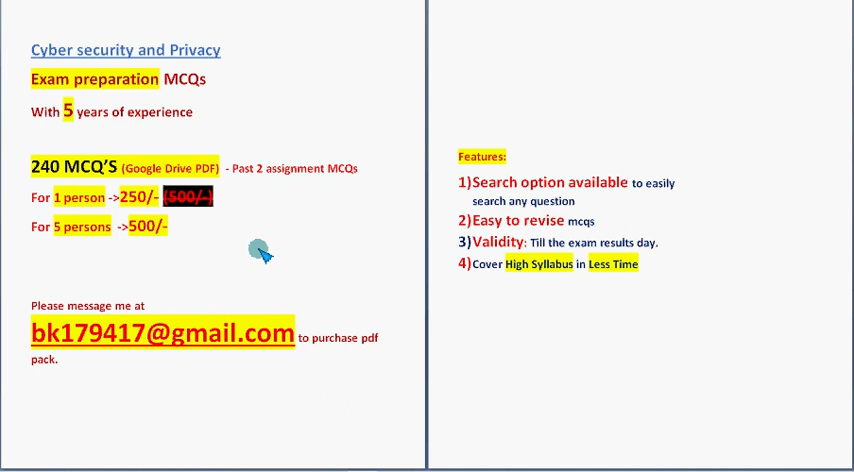 Cyber security and Privacy
Exam preparation MCQs
With 5 years of experience
240 MCQ'S (Google Drive PDF) - Past 2 assignment MCQs
For 1 person ->250/- (500/-)
For 5 persons ->500/-
Please message me at
bk179417@gmail.com to purchase pdf
pack.
Features:
1)Search option available to easily
search any question
2)Easy to revise mcqs
3)Validity: Till the exam results day.
4)Cover High Syllabus in Less Time